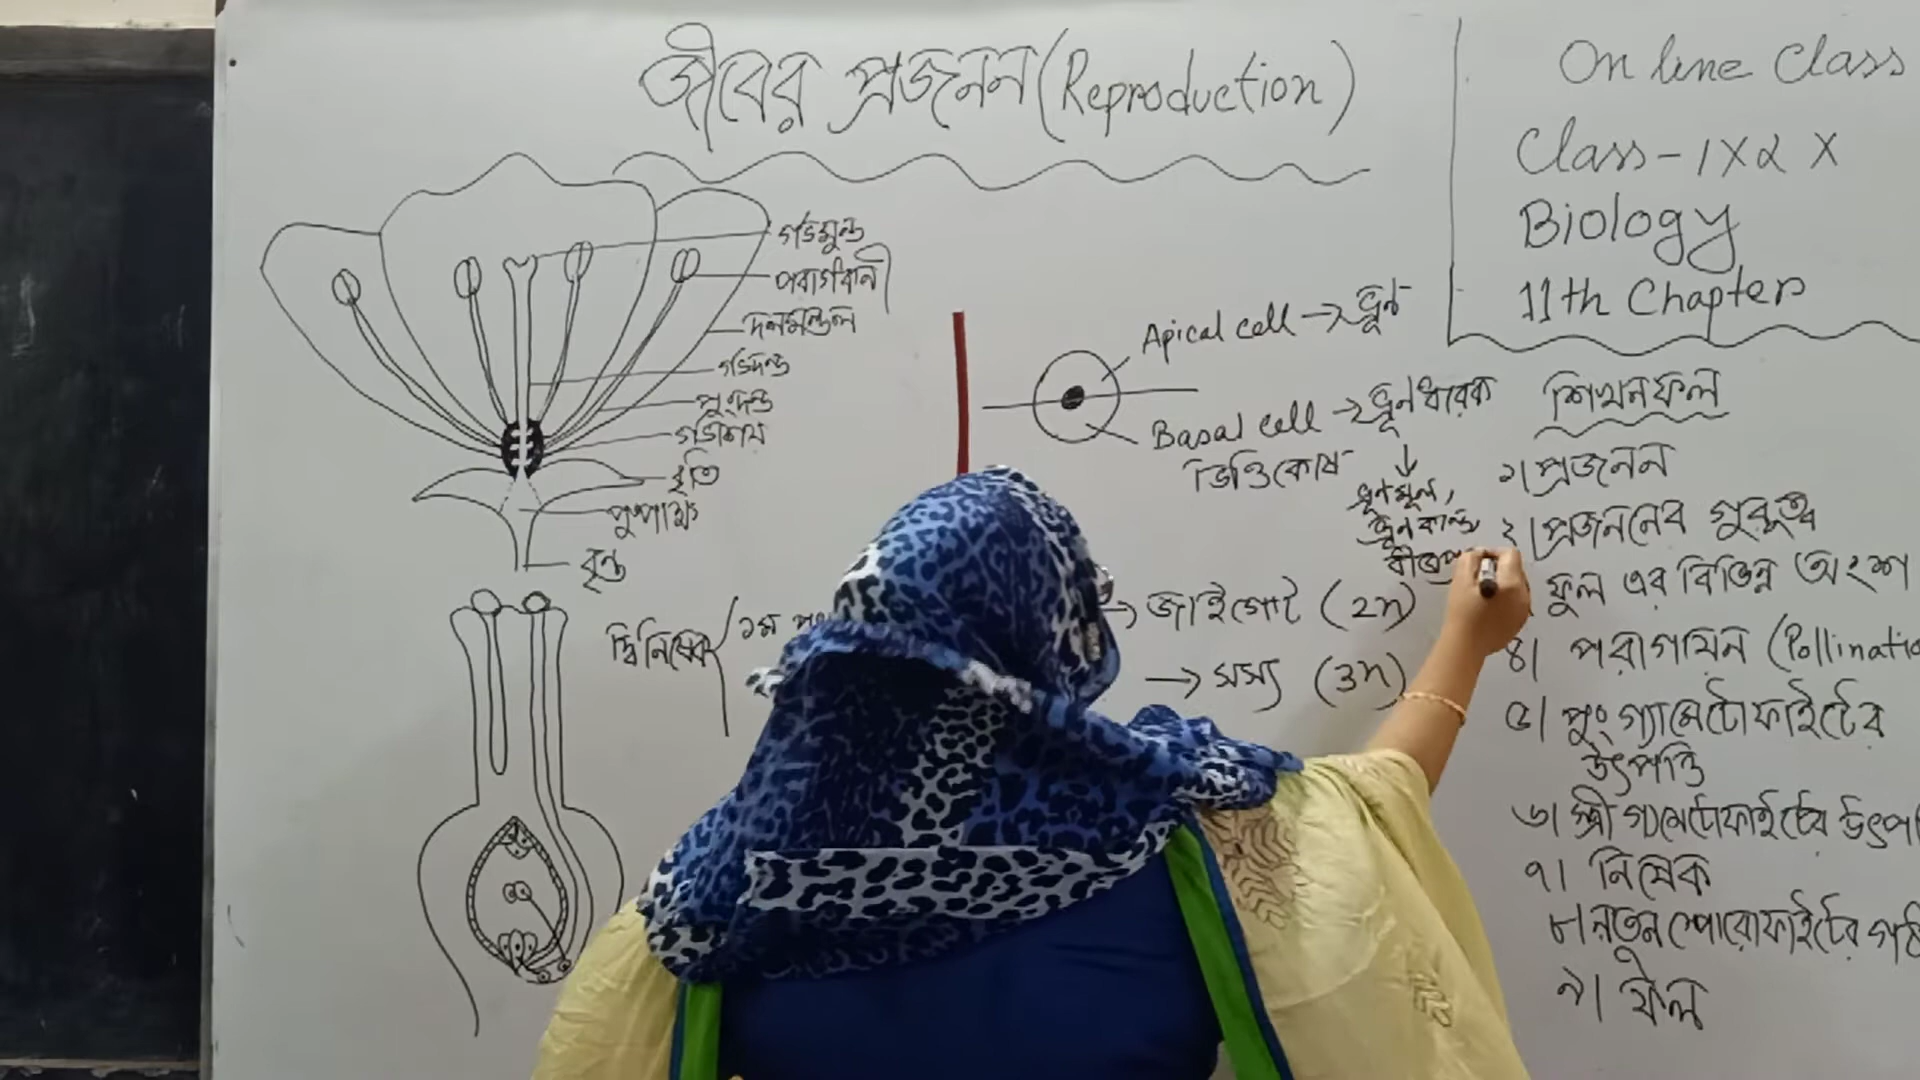 জীবের প্রজনন (Reproduction)
On line Class
Class - IX & X
Biology
11th Chapter
গর্ভমুন্ড
পরাগধানী
দলমন্ডল
গর্ভদন্ড
পুংদন্ড
গর্ভাশয়
বৃতি
পুষ্পাক্ষ
বৃন্ত
Apical cell → ভ্রূণ
Basal cell → ভ্রূণধারক
ভিত্তিকোষ
↓
ভ্রূণমূল,
ভ্রূণকান্ড
দ্বিনিষেক
১ম
→ জাইগোট (2n)
→ সস্য (3n)
শিখনফল
১। প্রজনন
২। প্রজননের গুরুত্ব
ফুল এর বিভিন্ন অংশ
৪। পরাগায়ন (Pollinatio
৫। পুং গ্যামেটোফাইটের
উৎপত্তি
৬। স্ত্রী গ্যামেটোফাইটের উৎপত্তি
৭। নিষেক
৮। নতুন স্পোরোফাইটের গঠ
৯। ফল